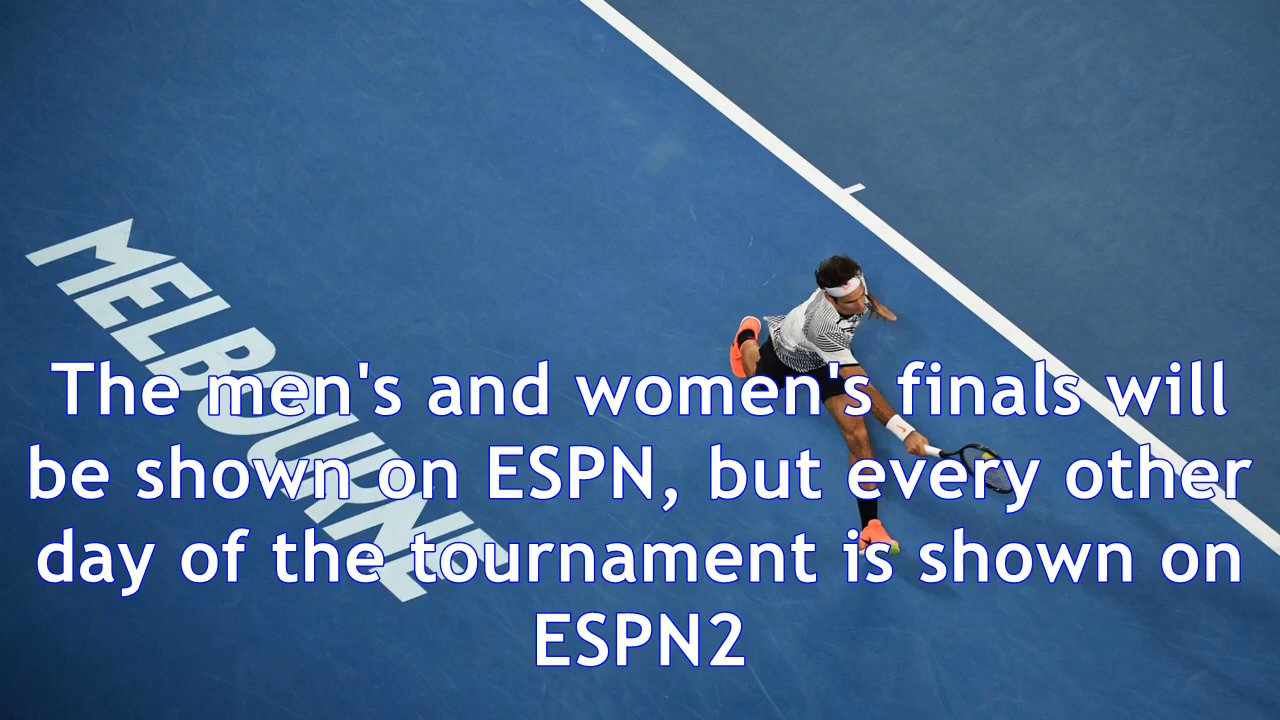 MELBOURNE
The men's and women's finals will
be shown on ESPN, but every other
day of the tournament is shown on
ESPN2